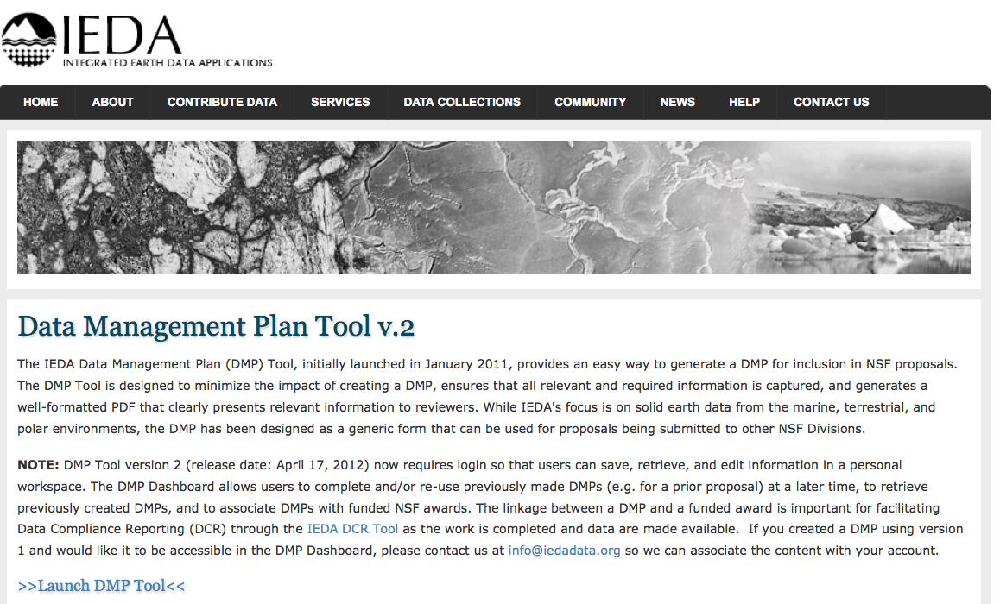 IEDA
INTEGRATED EARTH DATA APPLICATIONS
HOME ABOUT CONTRIBUTE DATA SERVICES DATA COLLECTIONS COMMUNITY NEWS HELP CONTACT US
Data Management Plan Tool v.2
The IEDA Data Management Plan (DMP) Tool, initially launched in January 2011, provides an easy way to generate a DMP for inclusion in NSF proposals.
The DMP Tool is designed to minimize the impact of creating a DMP, ensures that all relevant and required information is captured, and generates a
well-formatted PDF that clearly presents relevant information to reviewers. While IEDA's focus is on solid earth data from the marine, terrestrial, and
polar environments, the DMP has been designed as a generic form that can be used for proposals being submitted to other NSF Divisions.
NOTE: DMP Tool version 2 (release date: April 17, 2012) now requires login so that users can save, retrieve, and edit information in a personal
workspace. The DMP Dashboard allows users to complete and/or re-use previously made DMPs (e.g. for a prior proposal) at a later time, to retrieve
previously created DMPs, and to associate DMPs with funded NSF awards. The linkage between a DMP and a funded award is important for facilitating
Data Compliance Reporting (DCR) through the IEDA DCR Tool as the work is completed and data are made available. If you created a DMP using version
1 and would like it to be accessible in the DMP Dashboard, please contact us at info@iedadata.org so we can associate the content with your account.
>>Launch DMP Tool<<